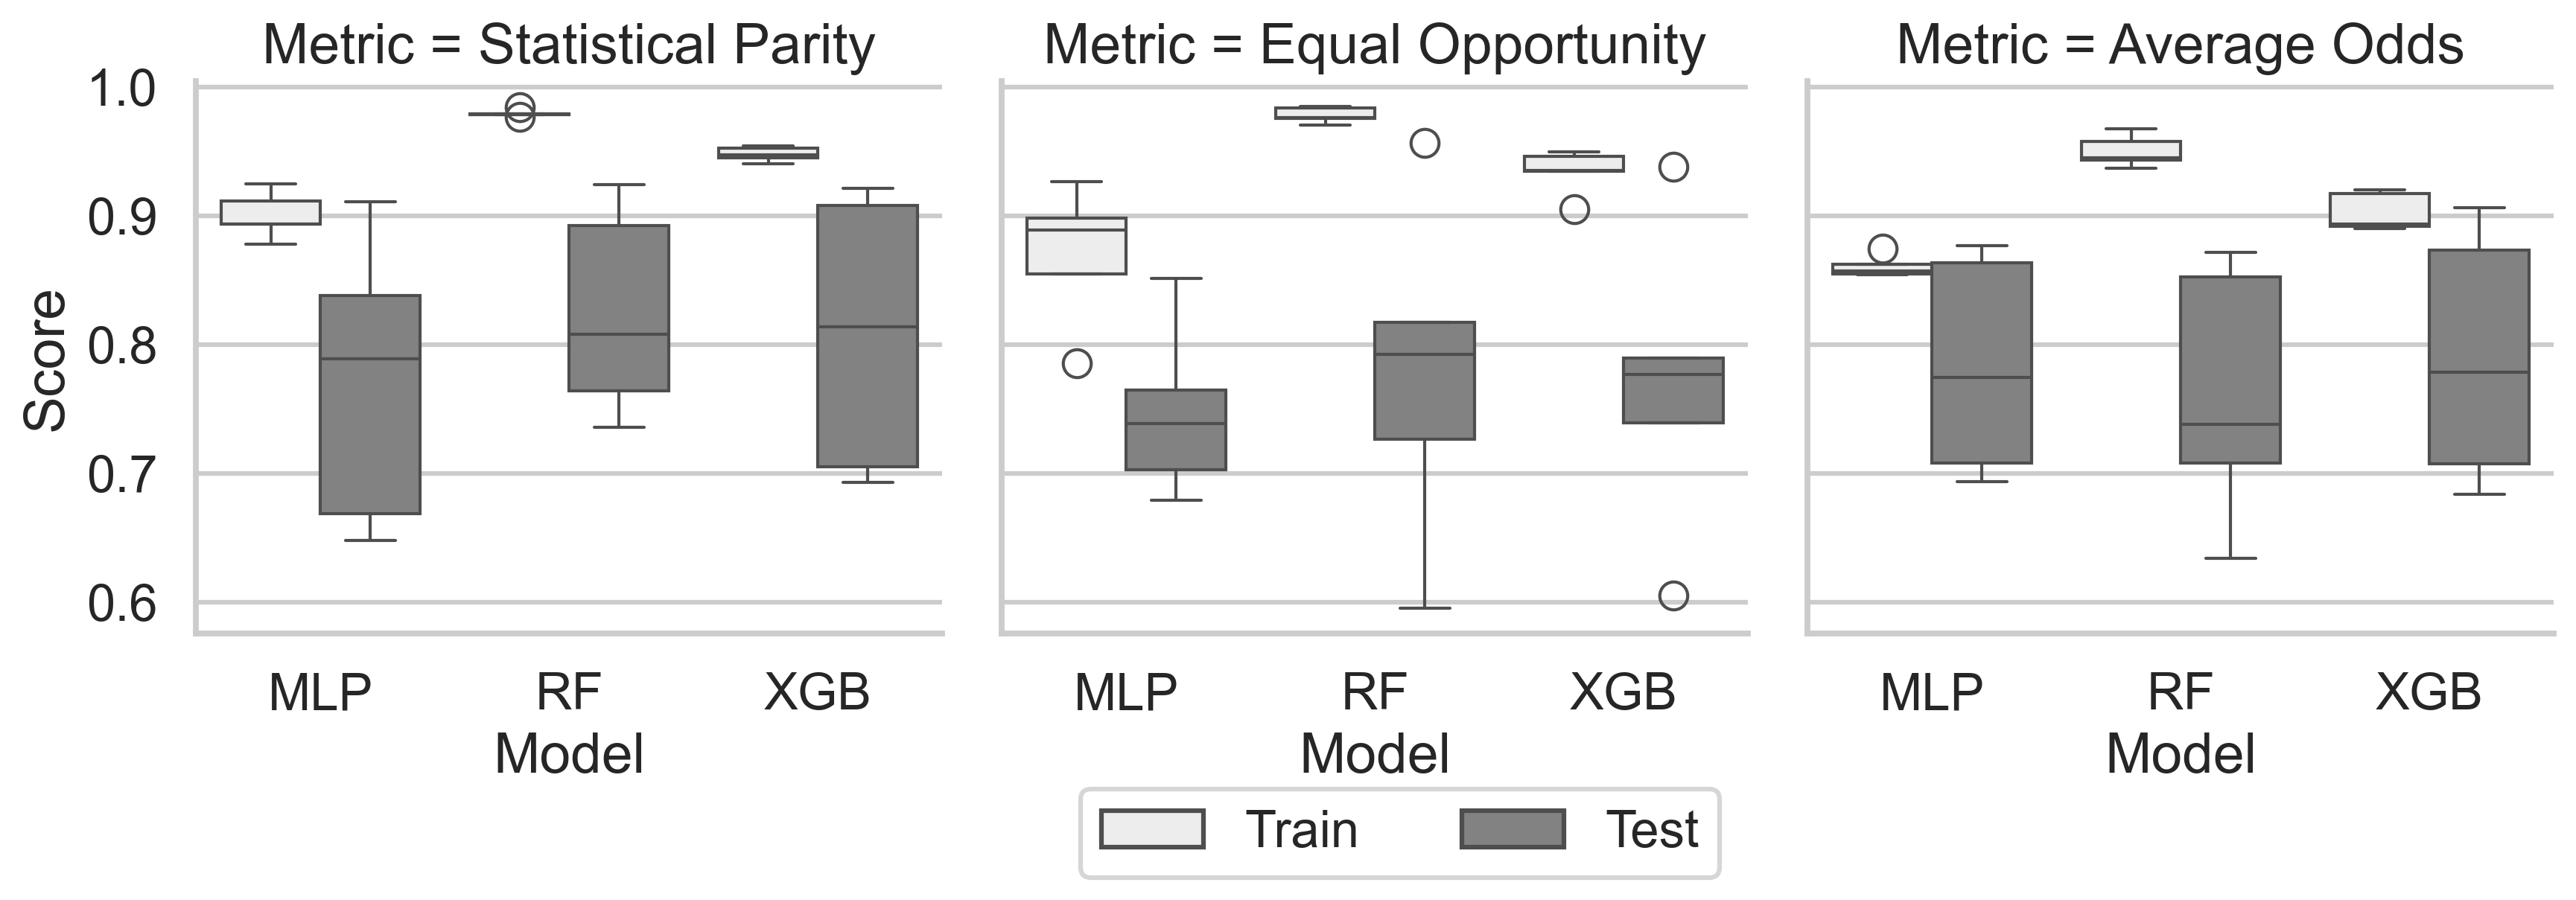 Metric = Statistical Parity
Metric = Equal Opportunity
Metric = Average Odds
Score
1.0
0.9
0.8
0.7
0.6
MLP RF XGB
MLP RF XGB
MLP RF XGB
Model
Model
Model
Train Test